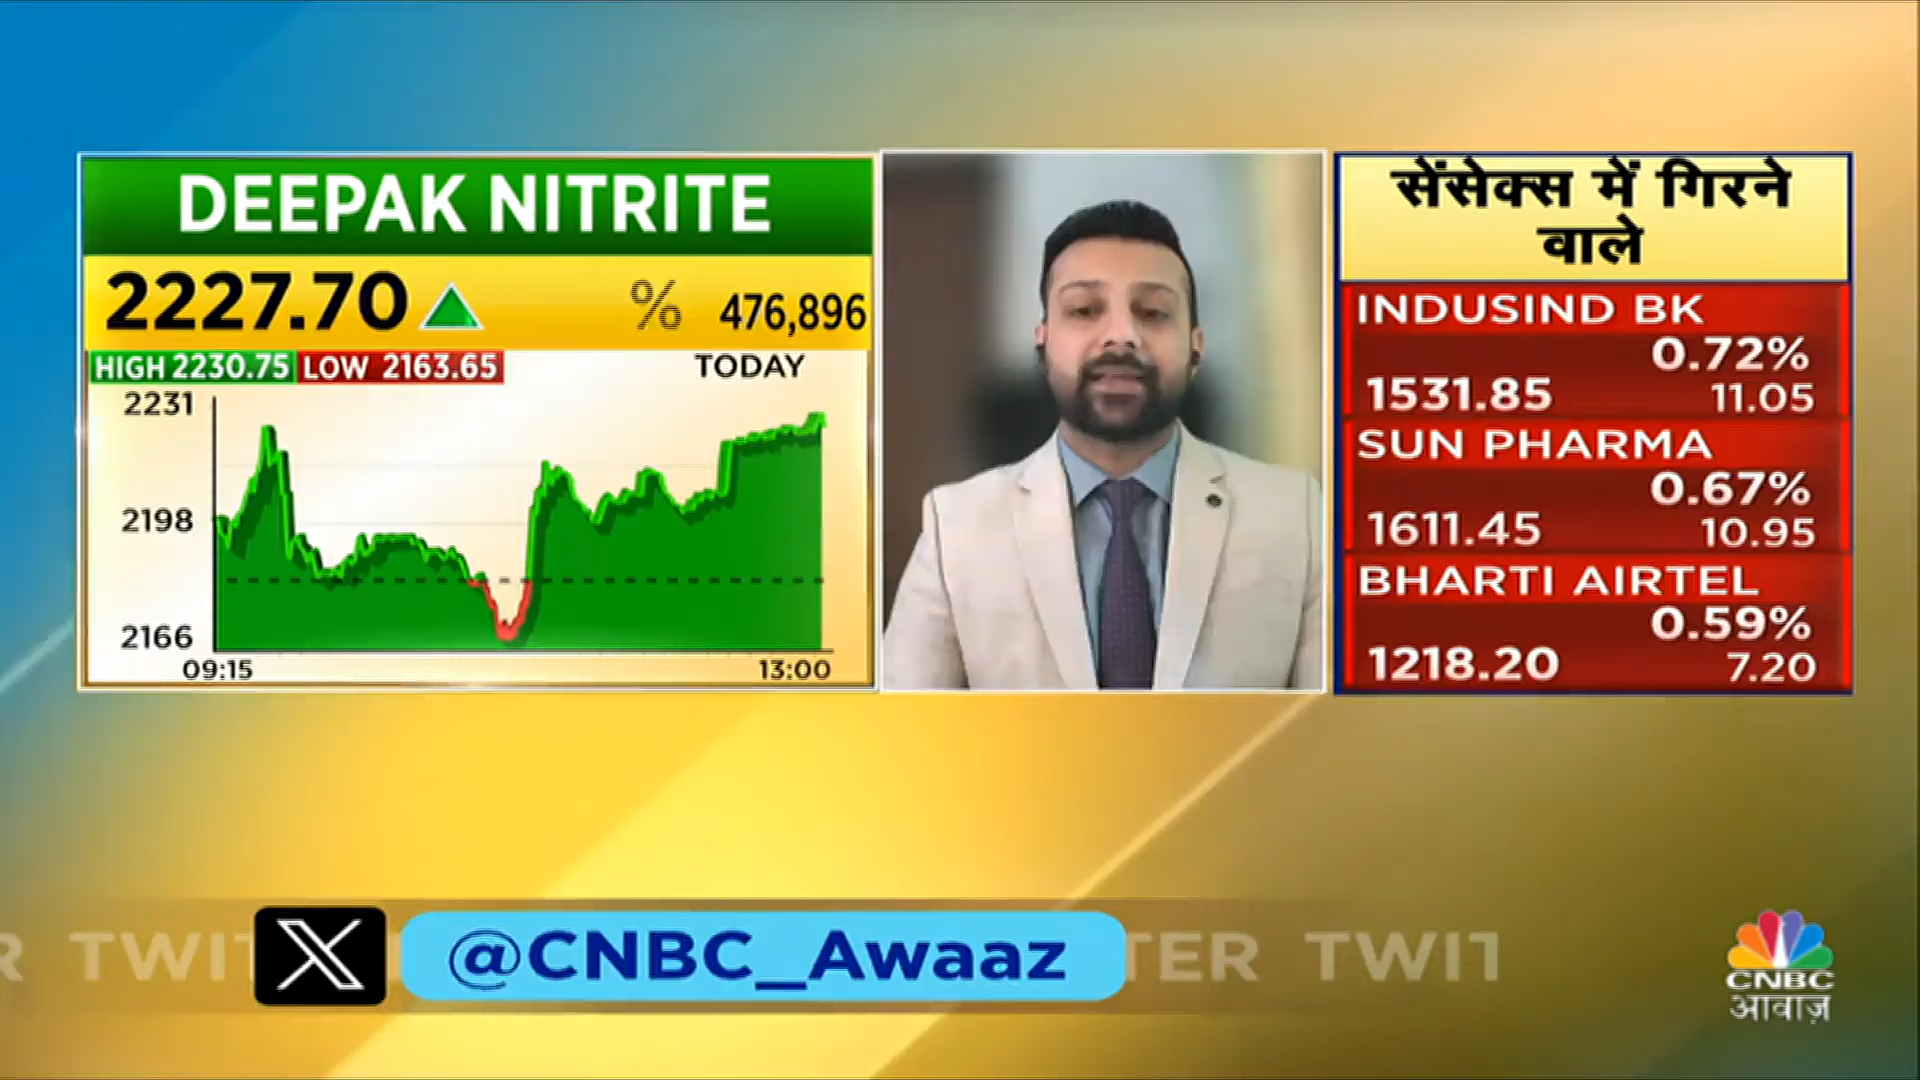 DEEPAK NITRITE
2227.70
% 476,896
HIGH 2230.75 LOW 2163.65
TODAY
2231
2198
2166
09:15 13:00
सेंसेक्स में गिरने
वाले
INDUSIND BK
0.72%
1531.85 11.05
SUN PHARMA
0.67%
1611.45 10.95
BHARTI AIRTEL
0.59%
1218.20 7.20
R TWIT
X @CNBC_Awaaz
TER TWIT
CNBC
आवाज़